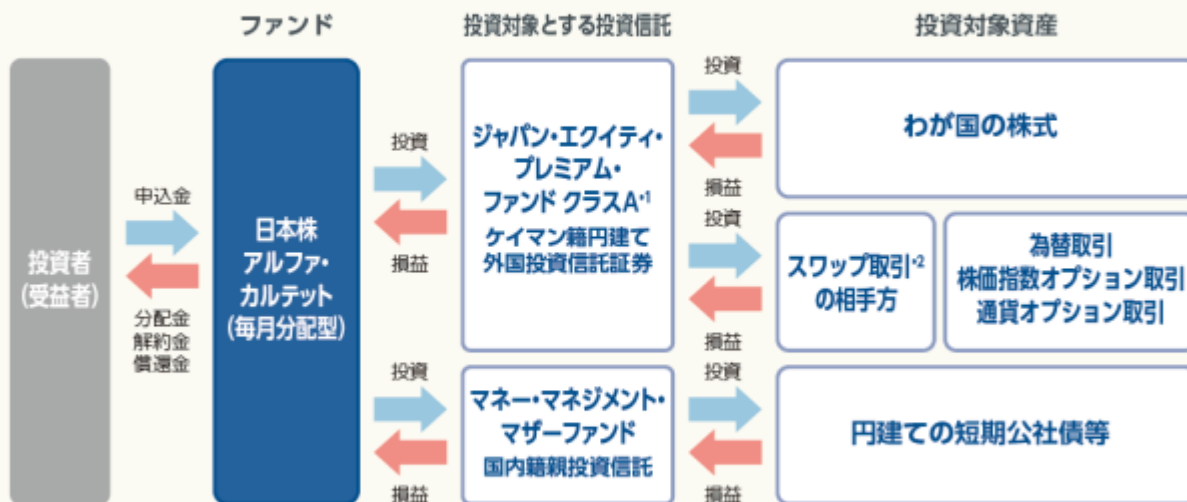 ファンド
投資対象とする投資信託
投資対象資産
投資者
(受益者)
申込金
分配金
解約金
償還金
日本株
アルファ・
カルテット
(毎月分配型)
投資
損益
ジャパン・エクイティ・
プレミアム・
ファンド クラスA*1
ケイマン籍円建て
外国投資信託証券
投資
損益
わが国の株式
投資
損益
スワップ取引*2
の相手方
為替取引
株価指数オプション取引
通貨オプション取引
投資
損益
マネー・マネジメント・
マザーファンド
国内籍親投資信託
投資
損益
円建ての短期公社債等